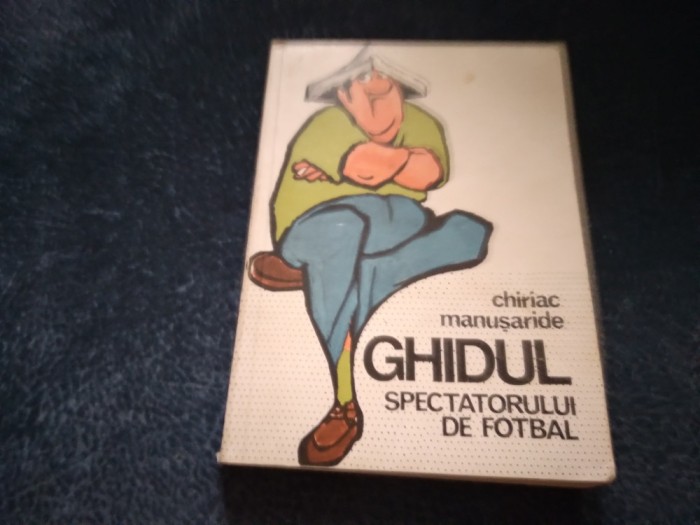 chiriac
manușaride
GHIDUL
SPECTATORULUI
DE FOTBAL